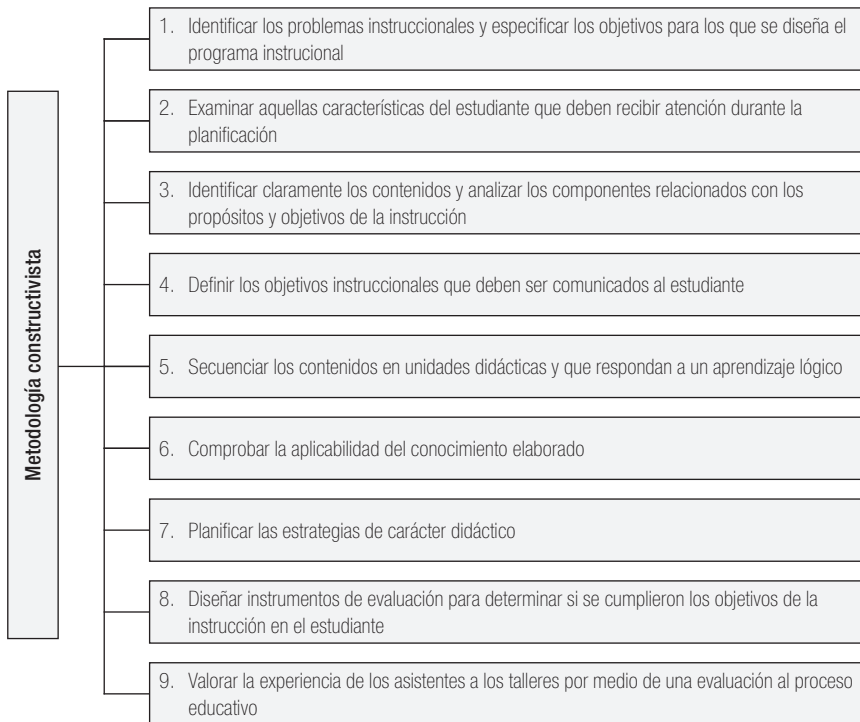 Metodología constructivista
1. Identificar los problemas instruccionales y especificar los objetivos para los que se diseña el
programa instrucional
2. Examinar aquellas características del estudiante que deben recibir atención durante la
planificación
3. Identificar claramente los contenidos y analizar los componentes relacionados con los
propósitos y objetivos de la instrucción
4. Definir los objetivos instruccionales que deben ser comunicados al estudiante
5. Secuenciar los contenidos en unidades didácticas y que respondan a un aprendizaje lógico
6. Comprobar la aplicabilidad del conocimiento elaborado
7. Planificar las estrategias de carácter didáctico
8. Diseñar instrumentos de evaluación para determinar si se cumplieron los objetivos de la
instrucción en el estudiante
9. Valorar la experiencia de los asistentes a los talleres por medio de una evaluación al proceso
educativo